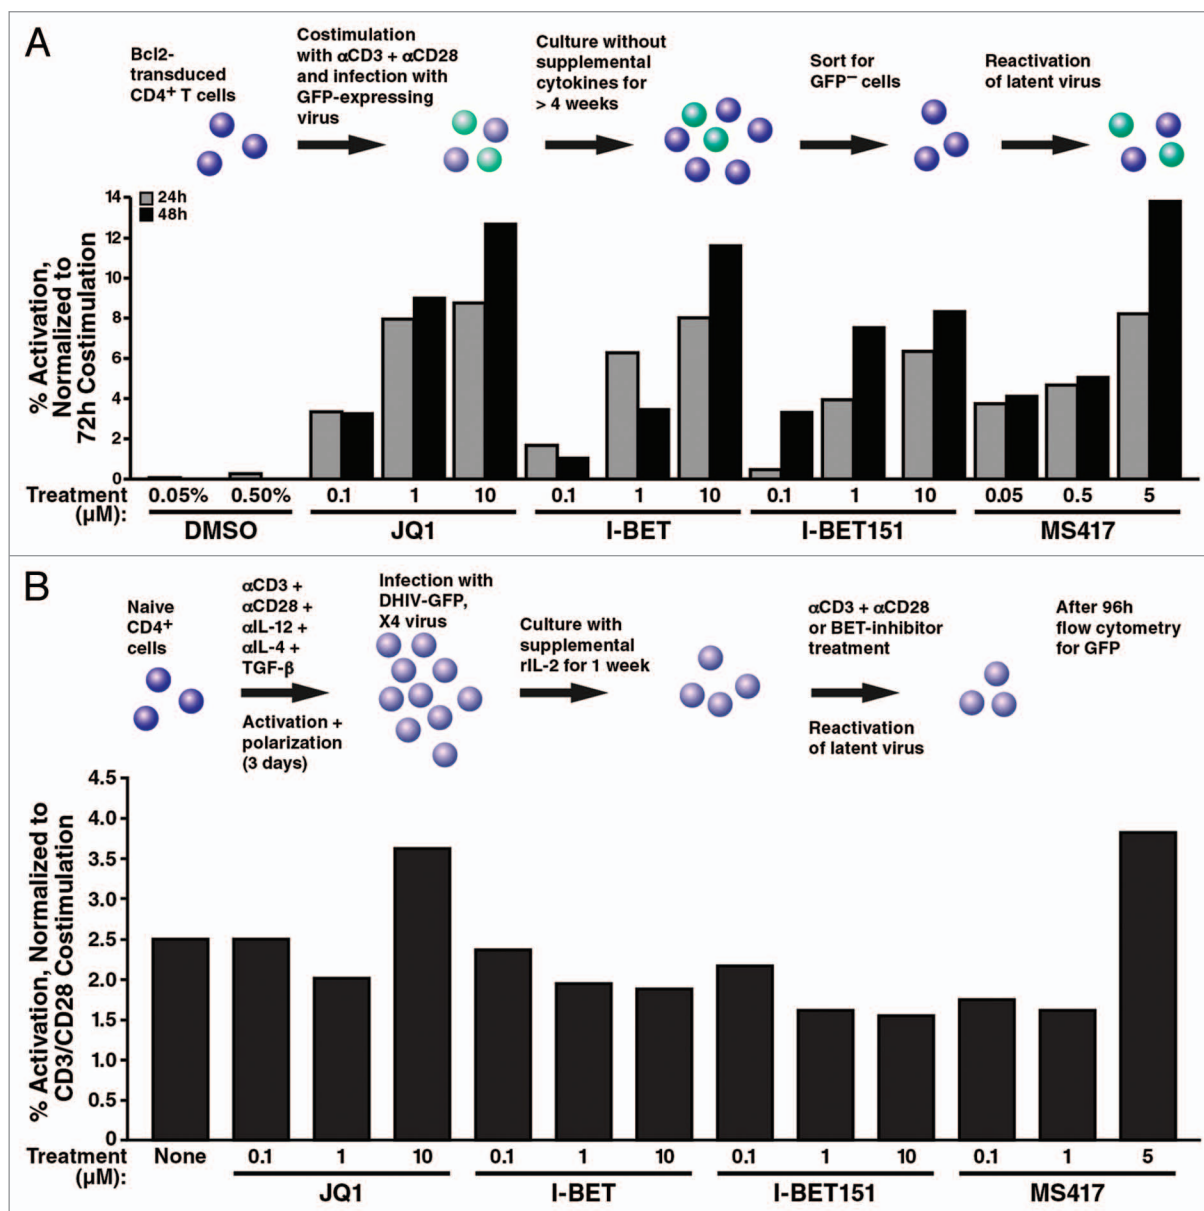 A
Bcl2-
transduced
CD4+ T cells
Costimulation
with αCD3 + αCD28
and infection with
GFP-expressing
virus
Culture without
supplemental
cytokines for
> 4 weeks
Sort for
GFP− cells
Reactivation
of latent virus
% Activation,
Normalized to
72h Costimulation
14
12
10
8
6
4
2
0
24h
48h
Treatment
(µM):
0.05% 0.50%
0.1 1 10
0.1 1 10
0.1 1 10
0.05 0.5 5
DMSO JQ1 I-BET I-BET151 MS417
B
Naive
CD4+
cells
αCD3 +
αCD28 +
αIL-12 +
αIL-4 +
TGF-β
Activation +
polarization
(3 days)
Infection with
DHIV-GFP,
X4 virus
Culture with
supplemental
rIL-2 for 1 week
αCD3 + αCD28
or BET-inhibitor
treatment
Reactivation
of latent virus
After 96h
flow cytometry
for GFP
% Activation, Normalized to
CD3/CD28 Costimulation
4.5
4.0
3.5
3.0
2.5
2.0
1.5
1.0
0.5
0
Treatment
(µM):
None
0.1 1 10
0.1 1 10
0.1 1 10
0.1 1 5
JQ1 I-BET I-BET151 MS417